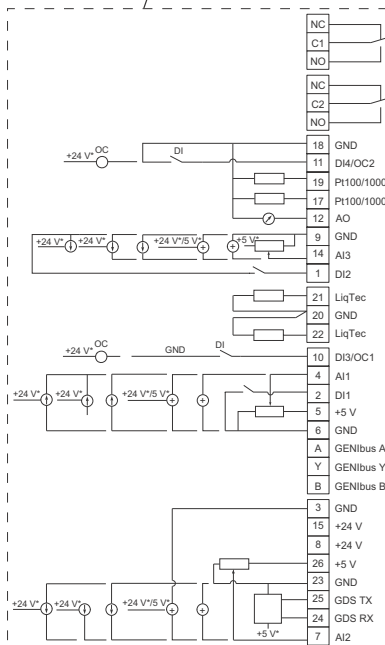 NC
C1
NO
NC
C2
NO
18 GND
+24 V* OC DI 11 DI4/OC2
19 Pt100/1000
17 Pt100/1000
12 AO
9 GND
+24 V* +24 V* +24 V*/5 V* +5 V*
14 AI3
1 DI2
21 LiqTec
20 GND
22 LiqTec
+24 V* OC GND DI 10 DI3/OC1
4 AI1
+24 V* +24 V* +24 V*/5 V* 2 DI1
5 +5 V
6 GND
A GENIbus A
Y GENIbus Y
B GENIbus B
3 GND
15 +24 V
8 +24 V
26 +5 V
23 GND
25 GDS TX
+24 V* +24 V* +24 V*/5 V* 24 GDS RX
+5 V* 7 AI2